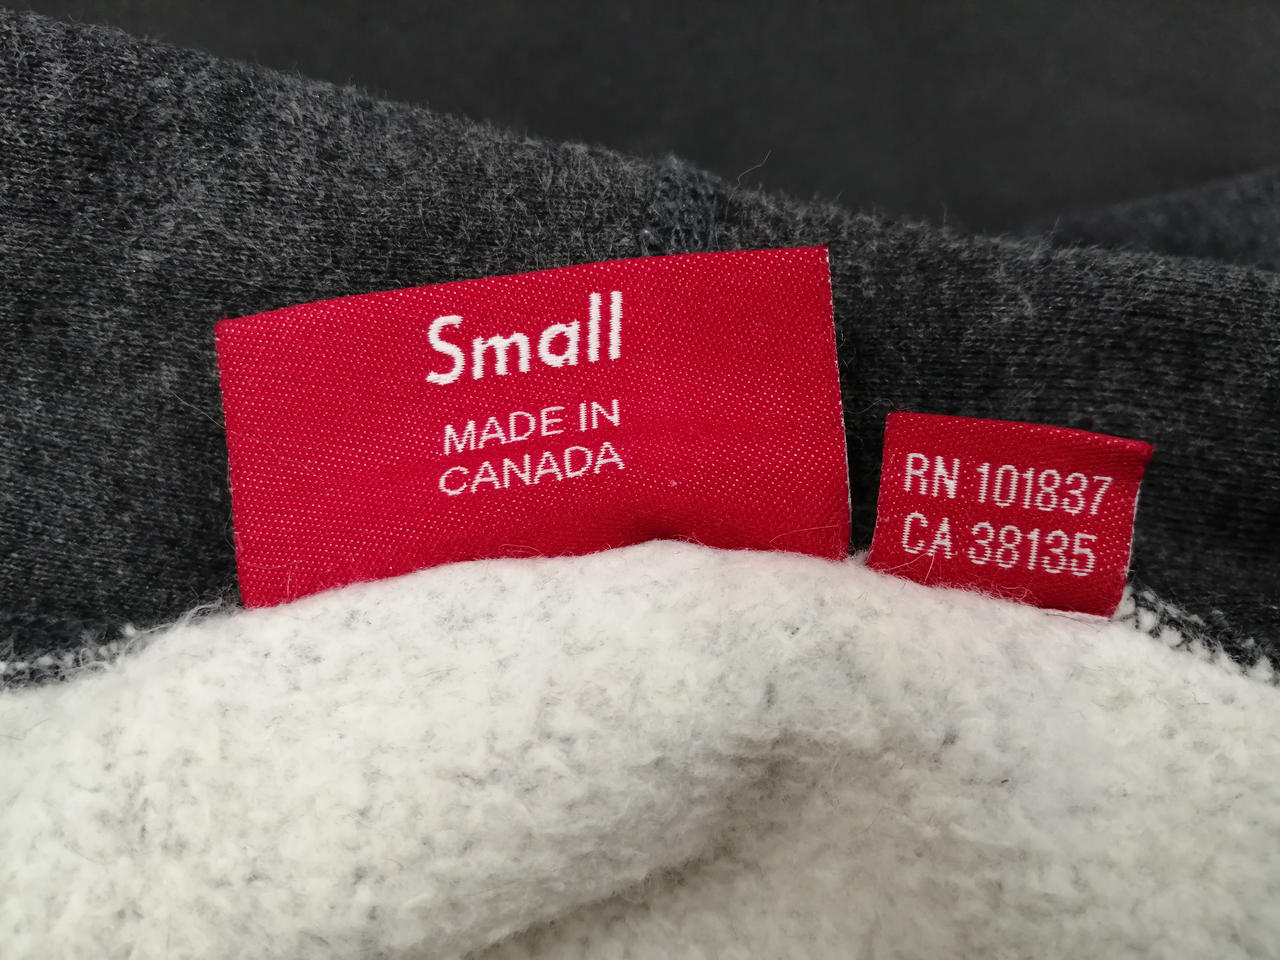 Small
MADE IN
CANADA
RN 101837
CA 38135